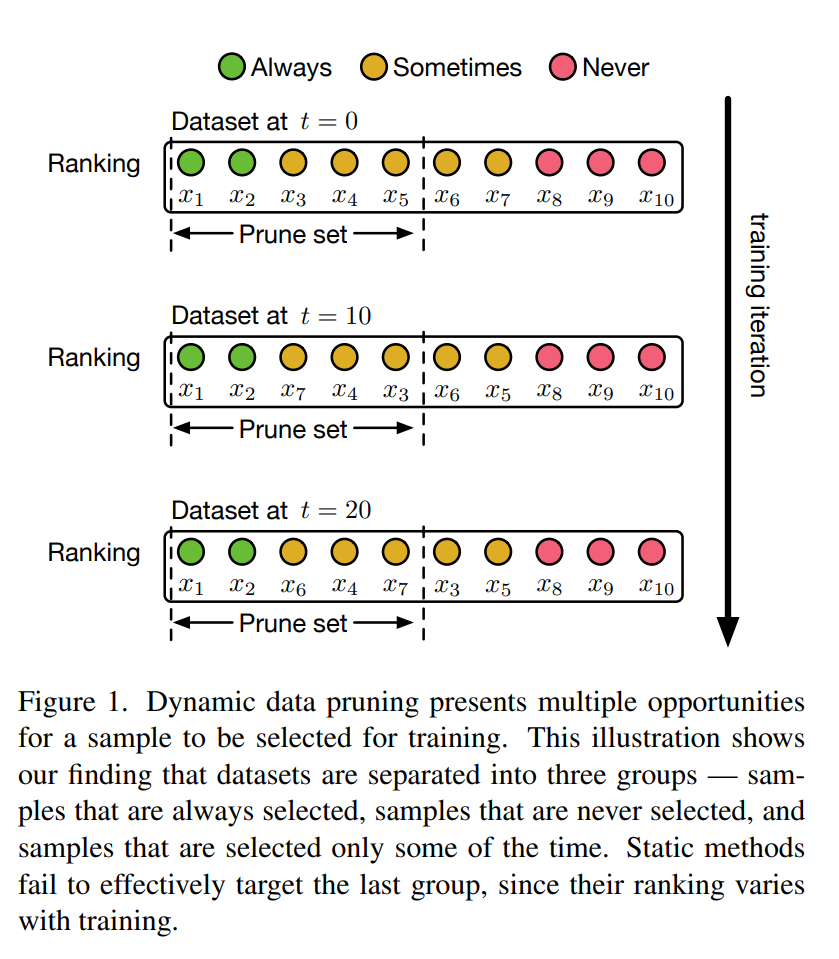 Always Sometimes Never
Dataset at t = 0
Ranking
x1 x2 x3 x4 x5 x6 x7 x8 x9 x10
Prune set
Dataset at t = 10
Ranking
x1 x2 x7 x4 x3 x6 x5 x8 x9 x10
Prune set
Dataset at t = 20
Ranking
x1 x2 x6 x4 x7 x3 x5 x8 x9 x10
Prune set
training iteration
Figure 1. Dynamic data pruning presents multiple opportunities
for a sample to be selected for training. This illustration shows
our finding that datasets are separated into three groups — sam-
ples that are always selected, samples that are never selected, and
samples that are selected only some of the time. Static methods
fail to effectively target the last group, since their ranking varies
with training.